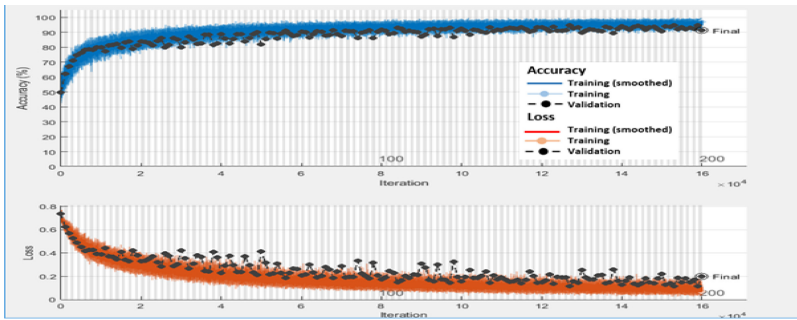 100
90
80
70
60
50
40
30
20
10
0
Accuracy (%)
Final
Accuracy
Training (smoothed)
Training
Validation
Loss
Training (smoothed)
Training
Validation
100
200
0
2
4
6
8
10
12
14
16
Iteration
× 10⁴
0.8
0.6
0.4
0.2
0
Loss
Final
100
200
0
2
4
6
8
10
12
14
16
Iteration
× 10⁴